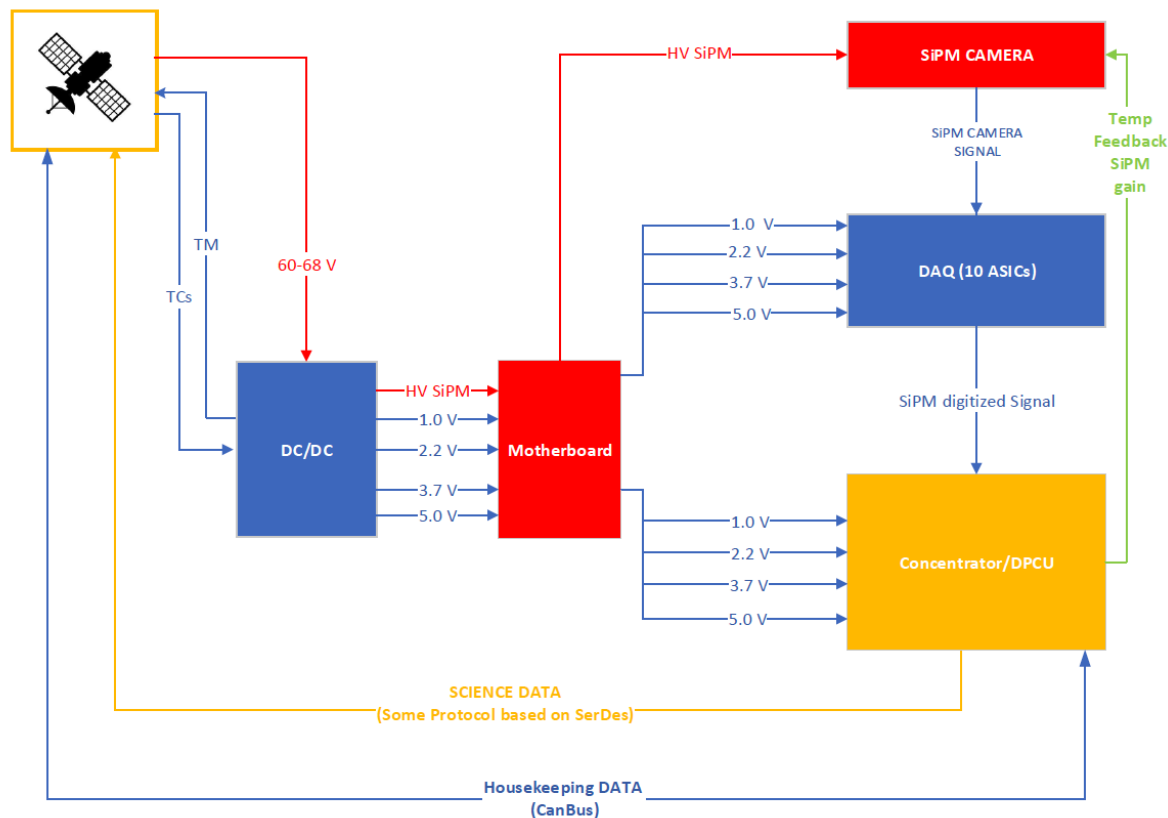 HV SiPM
SiPM CAMERA
Temp
Feedback
SiPM
gain
SiPM CAMERA
SIGNAL
TM
TCs
60-68 V
1.0 V
2.2 V
3.7 V
5.0 V
DAQ (10 ASICs)
SiPM digitized Signal
DC/DC
HV SiPM
1.0 V
2.2 V
3.7 V
5.0 V
Motherboard
1.0 V
2.2 V
3.7 V
5.0 V
Concentrator/DPCU
SCIENCE DATA
(Some Protocol based on SerDes)
Housekeeping DATA
(CanBus)